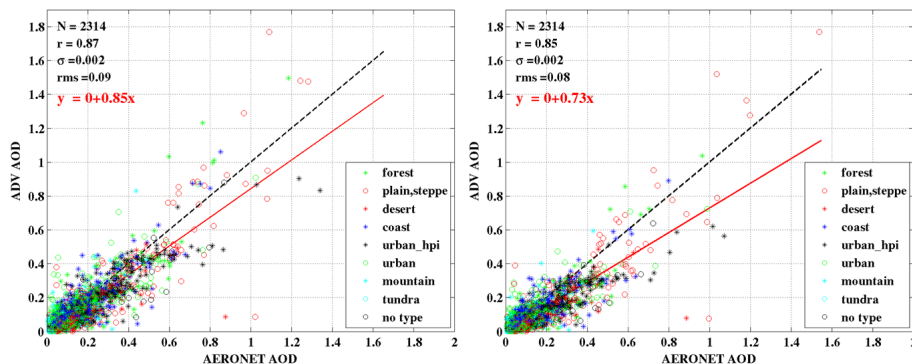 N = 2314
r = 0.87
σ =0.002
rms =0.09
y = 0+0.85x
1.8
1.6
1.4
1.2
1
0.8
0.6
0.4
0.2
0
ADV AOD
0 0.2 0.4 0.6 0.8 1 1.2 1.4 1.6 1.8 2
AERONET AOD
forest
plain,steppe
desert
coast
urban_hpi
urban
mountain
tundra
no type
N = 2314
r = 0.85
σ =0.002
rms =0.08
y = 0+0.73x
1.8
1.6
1.4
1.2
1
0.8
0.6
0.4
0.2
0
ADV AOD
0 0.2 0.4 0.6 0.8 1 1.2 1.4 1.6 1.8 2
AERONET AOD
forest
plain,steppe
desert
coast
urban_hpi
urban
mountain
tundra
no type